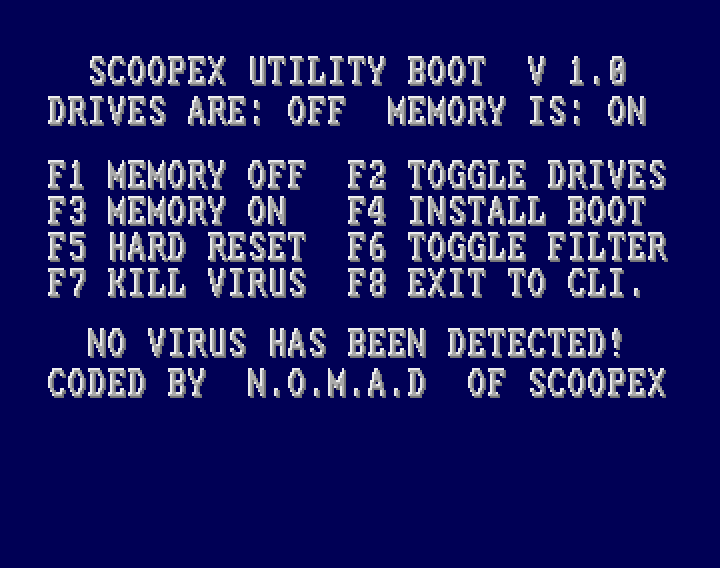 SCOOPEX UTILITY BOOT V 1.0
DRIVES ARE: OFF MEMORY IS: ON
F1 MEMORY OFF F2 TOGGLE DRIVES
F3 MEMORY ON F4 INSTALL BOOT
F5 HARD RESET F6 TOGGLE FILTER
F7 KILL VIRUS F8 EXIT TO CLI.
NO VIRUS HAS BEEN DETECTED!
CODED BY N.O.M.A.D OF SCOOPEX